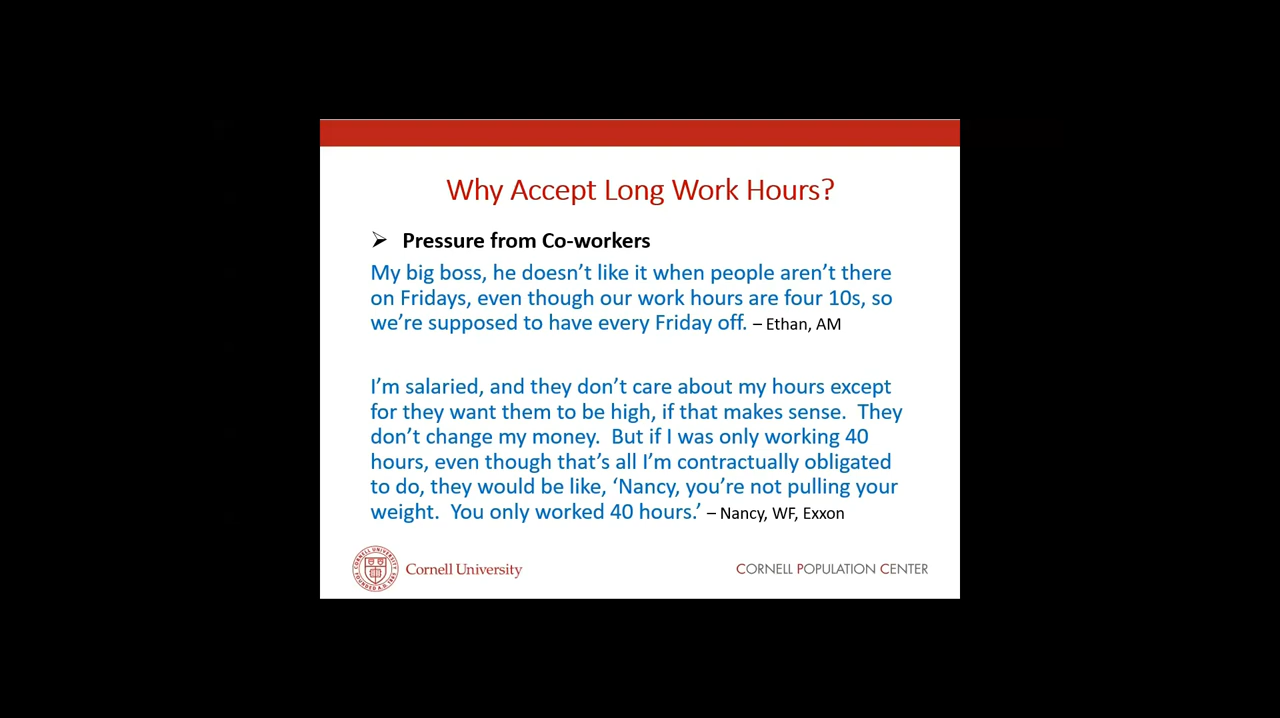 Why Accept Long Work Hours?
➢ Pressure from Co-workers
My big boss, he doesn’t like it when people aren’t there
on Fridays, even though our work hours are four 10s, so
we’re supposed to have every Friday off. – Ethan, AM
I’m salaried, and they don’t care about my hours except
for they want them to be high, if that makes sense.  They
don’t change my money.  But if I was only working 40
hours, even though that’s all I’m contractually obligated
to do, they would be like, ‘Nancy, you’re not pulling your
weight.  You only worked 40 hours.’ – Nancy, WF, Exxon
Cornell University
CORNELL POPULATION CENTER